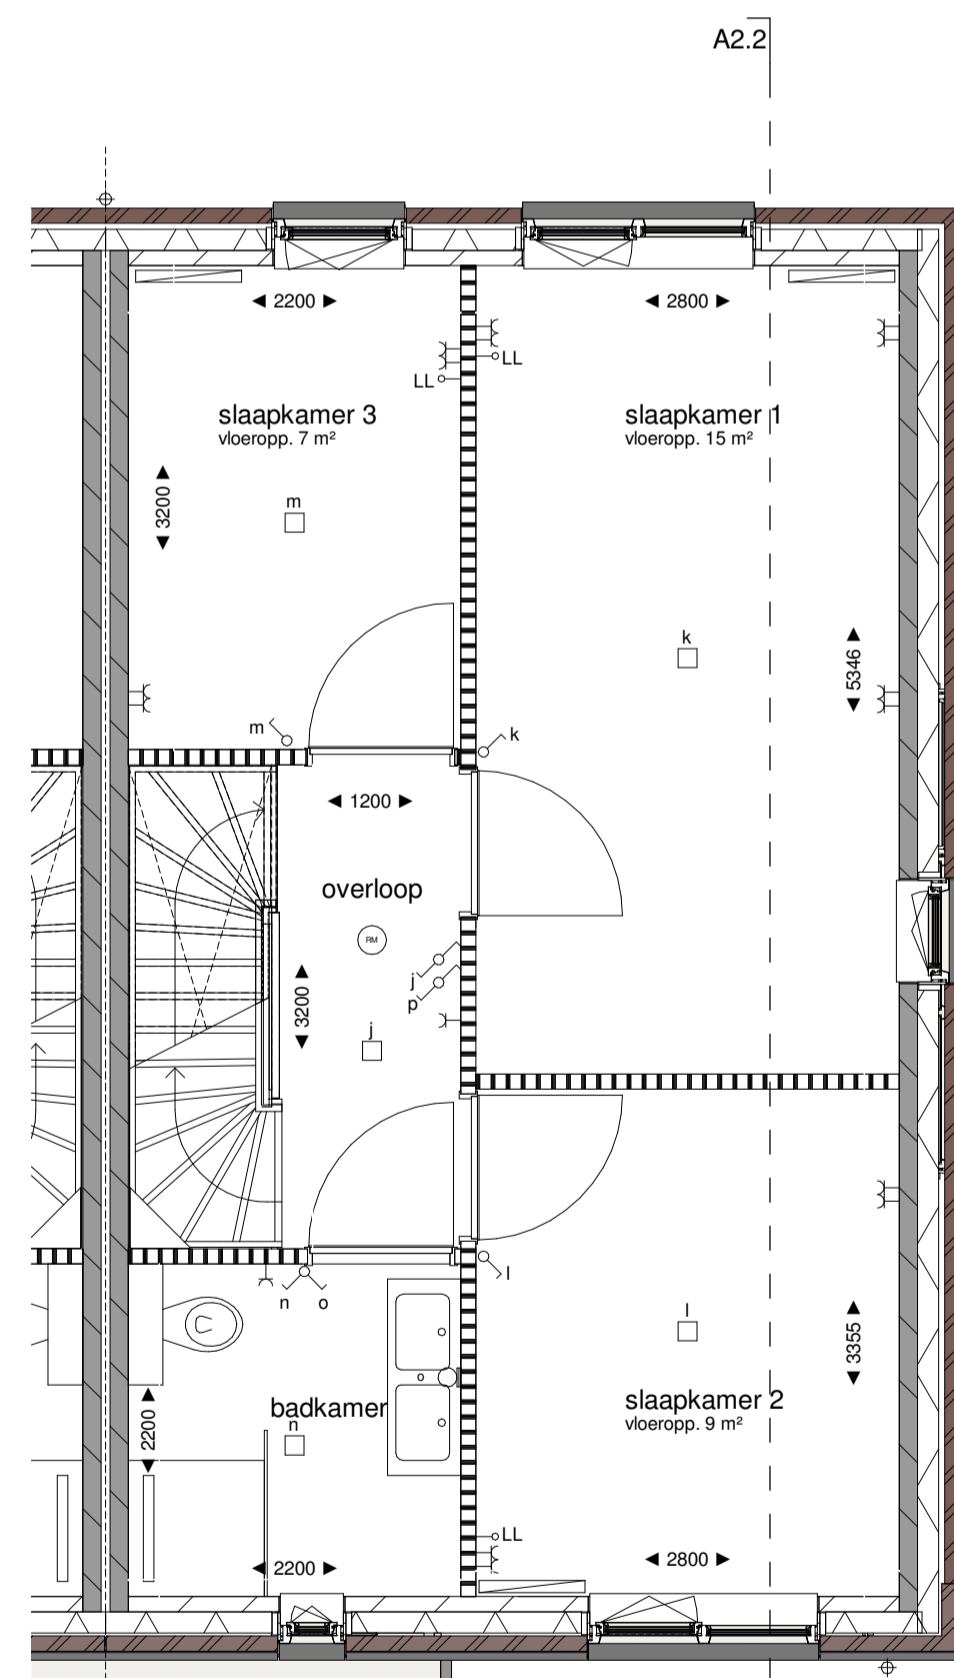 A2.2
◄ 2200 ►
◄ 2800 ►
LL
LL
slaapkamer 3
vloeropp. 7 m²
slaapkamer 1
vloeropp. 15 m²
◄ 3200 ►
m
k
◄ 5346 ►
m
k
◄ 1200 ►
overloop
RM
j
p
◄ 3200 ►
j
l
n
o
l
◄ 3355 ►
slaapkamer 2
vloeropp. 9 m²
badkamer
n
◄ 2200 ►
LL
◄ 2200 ►
◄ 2800 ►